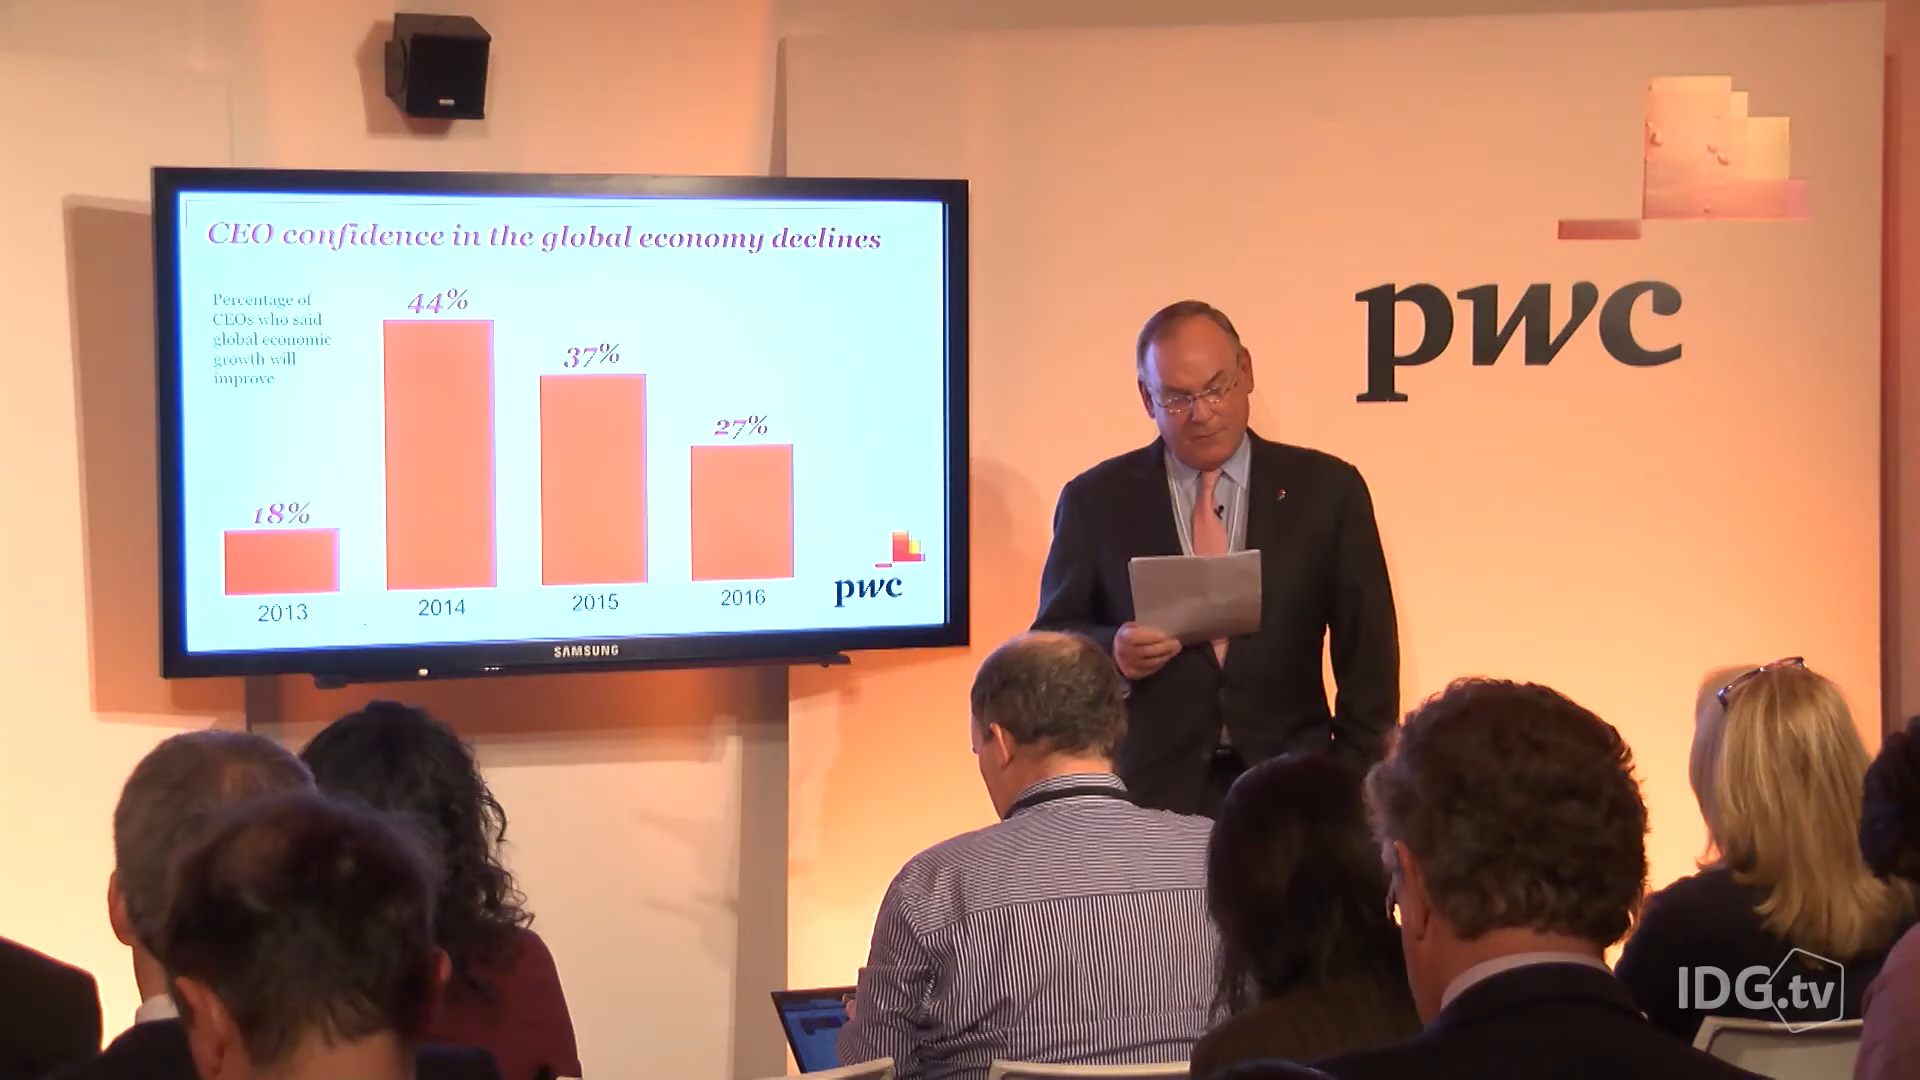 CEO confidence in the global economy declines
Percentage of
CEOs who said
global economic
growth will
improve
44%
37%
27%
18%
2013
2014
2015
2016
pwc
SAMSUNG
pwc
IDG.tv